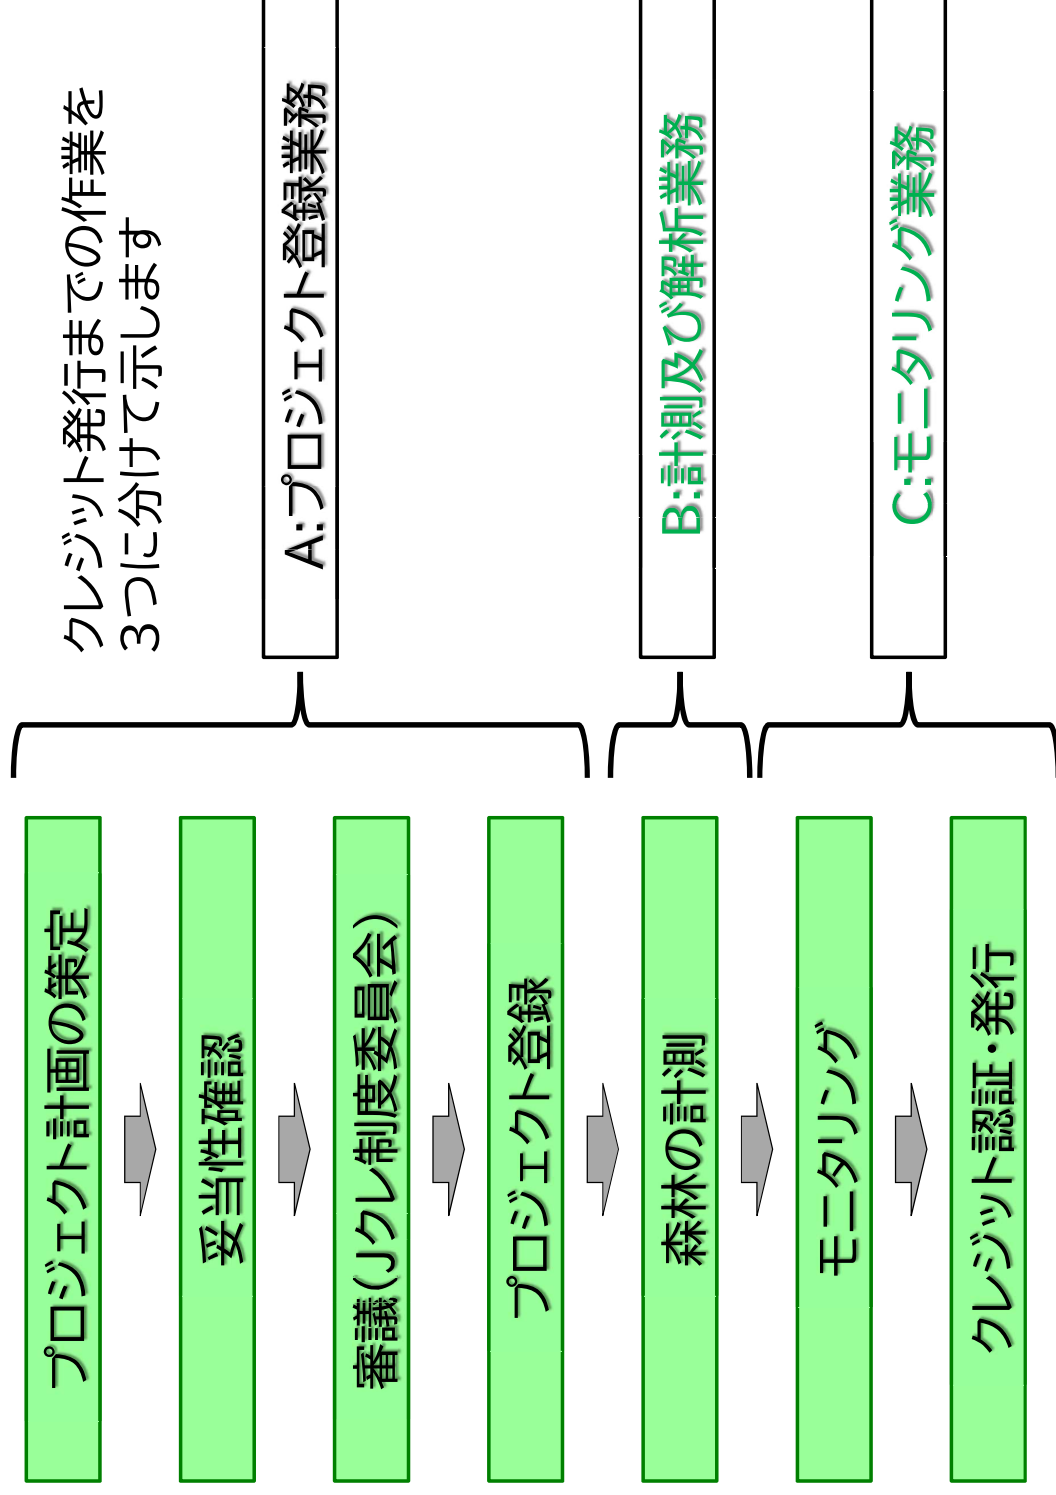 クレジット発行までの作業を
３つに分けて示します
プロジェクト計画の策定
妥当性確認
審議(Jクレ制度委員会)
プロジェクト登録
森林の計測
モニタリング
クレジット認証・発行
A:プロジェクト登録業務
B:計測及び解析業務
C:モニタリング業務